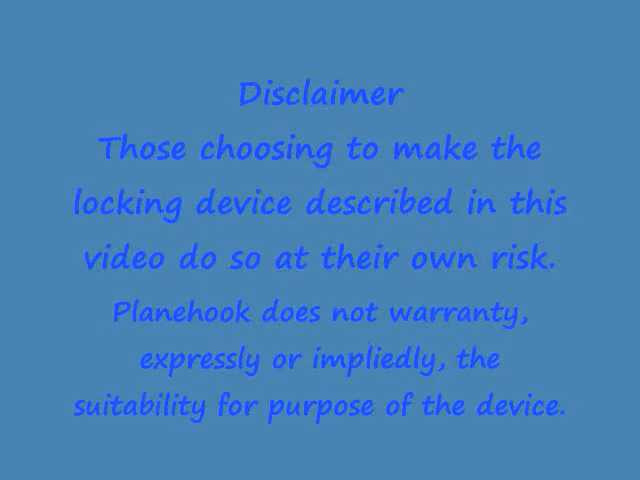 Disclaimer
Those choosing to make the
locking device described in this
video do so at their own risk.
Planehook does not warranty,
expressly or impliedly, the
suitability for purpose of the device.